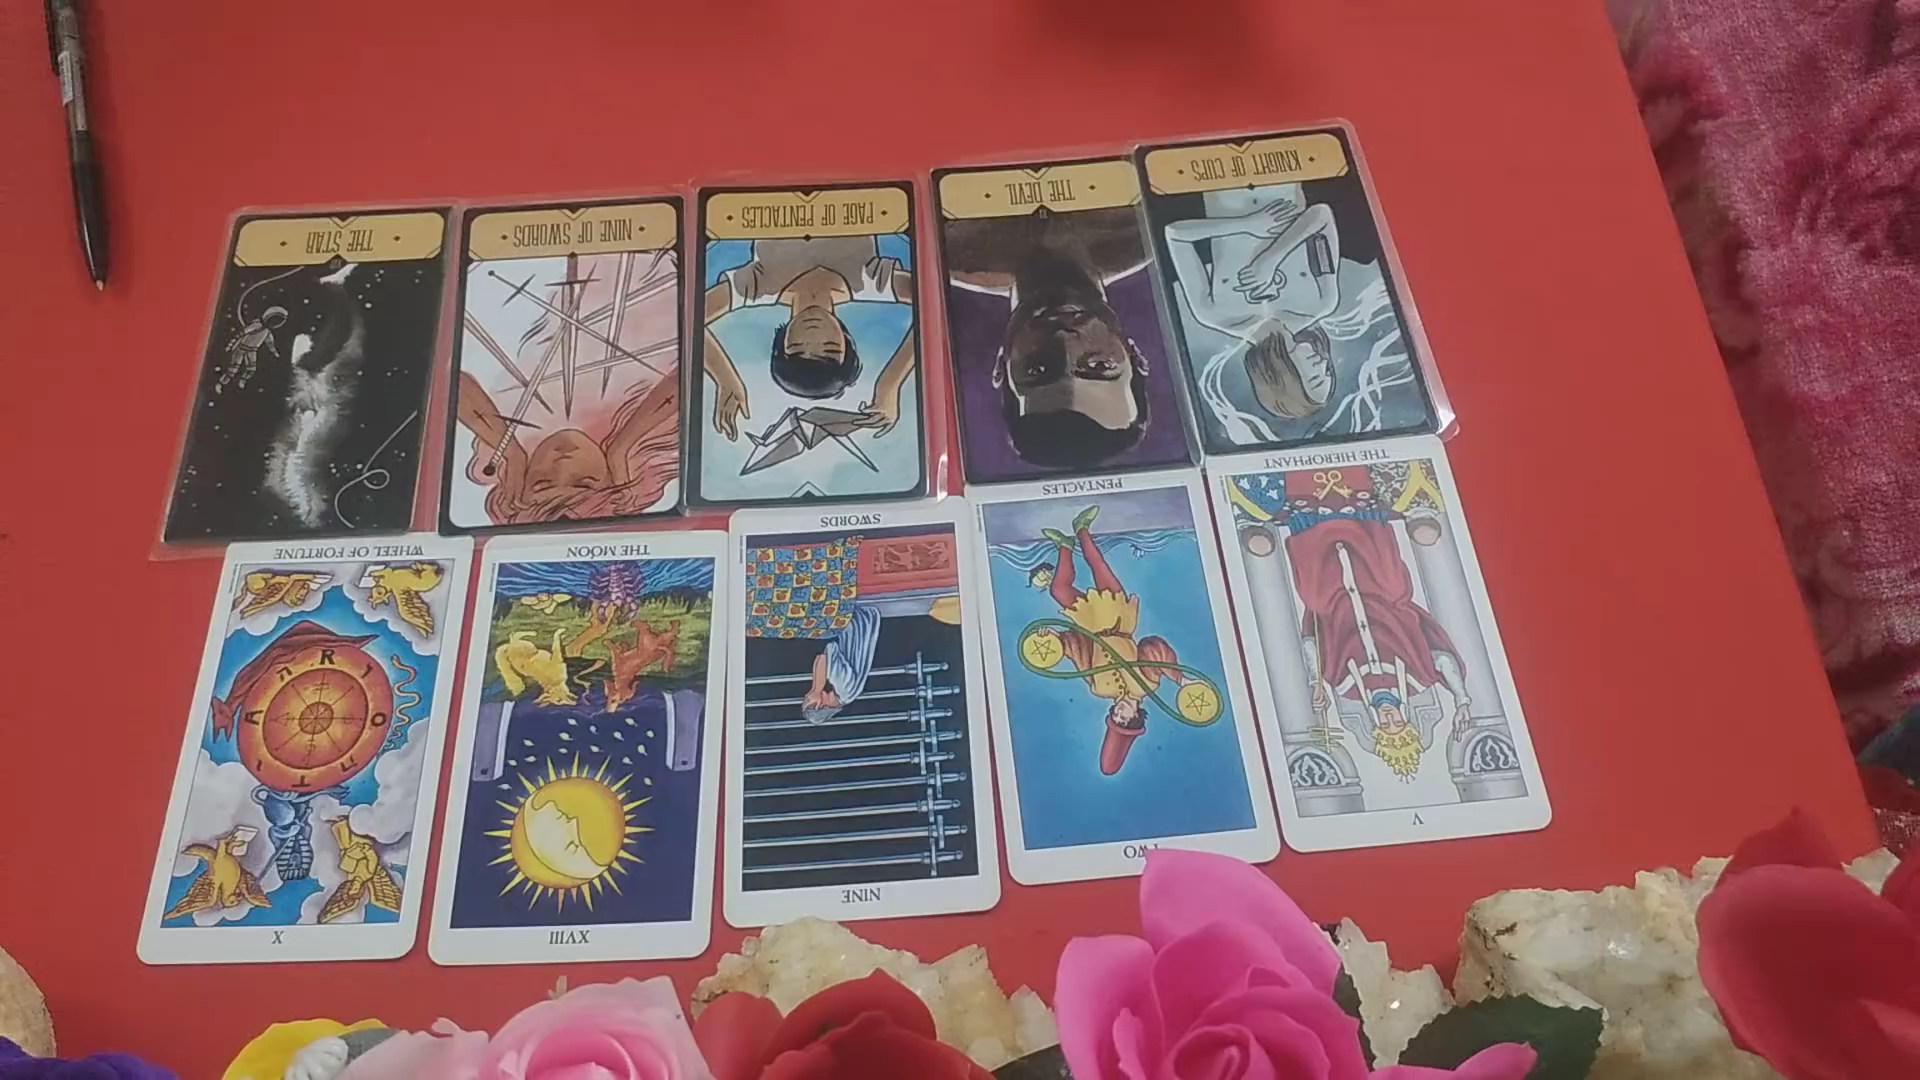 THE STAR
NINE OF SWORDS
PAGE OF PENTACLES
THE DEVIL
KNIGHT OF CUPS
WHEEL OF FORTUNE
X
THE MOON
XVIII
SWORDS
NINE
PENTACLES
TWO
THE HIEROPHANT
V